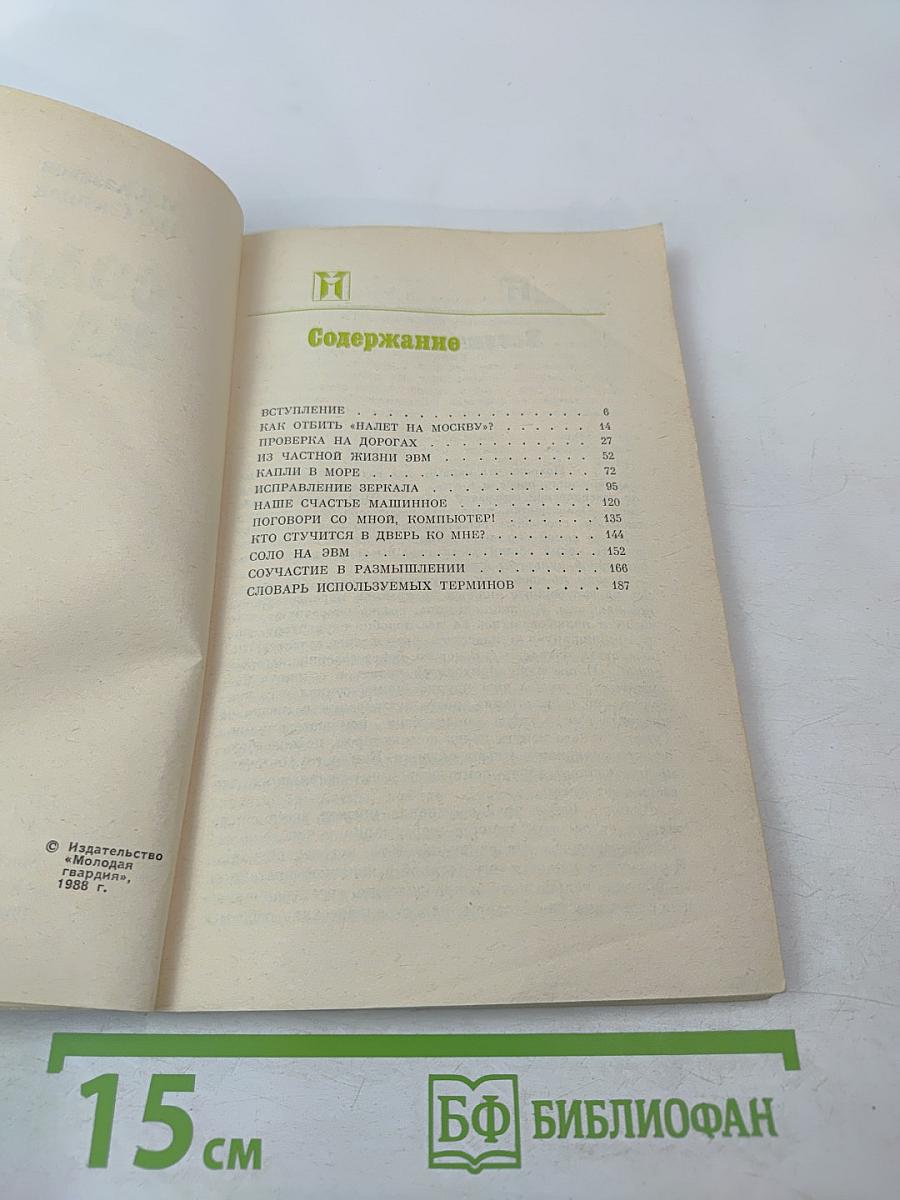 © Издательство
«Молодая
гвардия»,
1988 г.
Содержание
ВСТУПЛЕНИЕ . . . . . . . . . . . . . . . . . 6
КАК ОТБИТЬ «НАЛЕТ НА МОСКВУ»? . . . . . . 14
ПРОВЕРКА НА ДОРОГАХ . . . . . . . . . . . . 27
ИЗ ЧАСТНОЙ ЖИЗНИ ЭВМ . . . . . . . . . . 52
КАПЛИ В МОРЕ . . . . . . . . . . . . . . . 72
ИСПРАВЛЕНИЕ ЗЕРКАЛА . . . . . . . . . . . 95
НАШЕ СЧАСТЬЕ МАШИННОЕ . . . . . . . . . 120
ПОГОВОРИ СО МНОЙ, КОМПЬЮТЕР! . . . . . . 135
КТО СТУЧИТСЯ В ДВЕРЬ КО МНЕ? . . . . . . . 144
СОЛО НА ЭВМ . . . . . . . . . . . . . . . 152
СОУЧАСТИЕ В РАЗМЫШЛЕНИИ . . . . . . . . 166
СЛОВАРЬ ИСПОЛЬЗУЕМЫХ ТЕРМИНОВ . . . . . 187
15 см
БФ БИБЛИОФАН